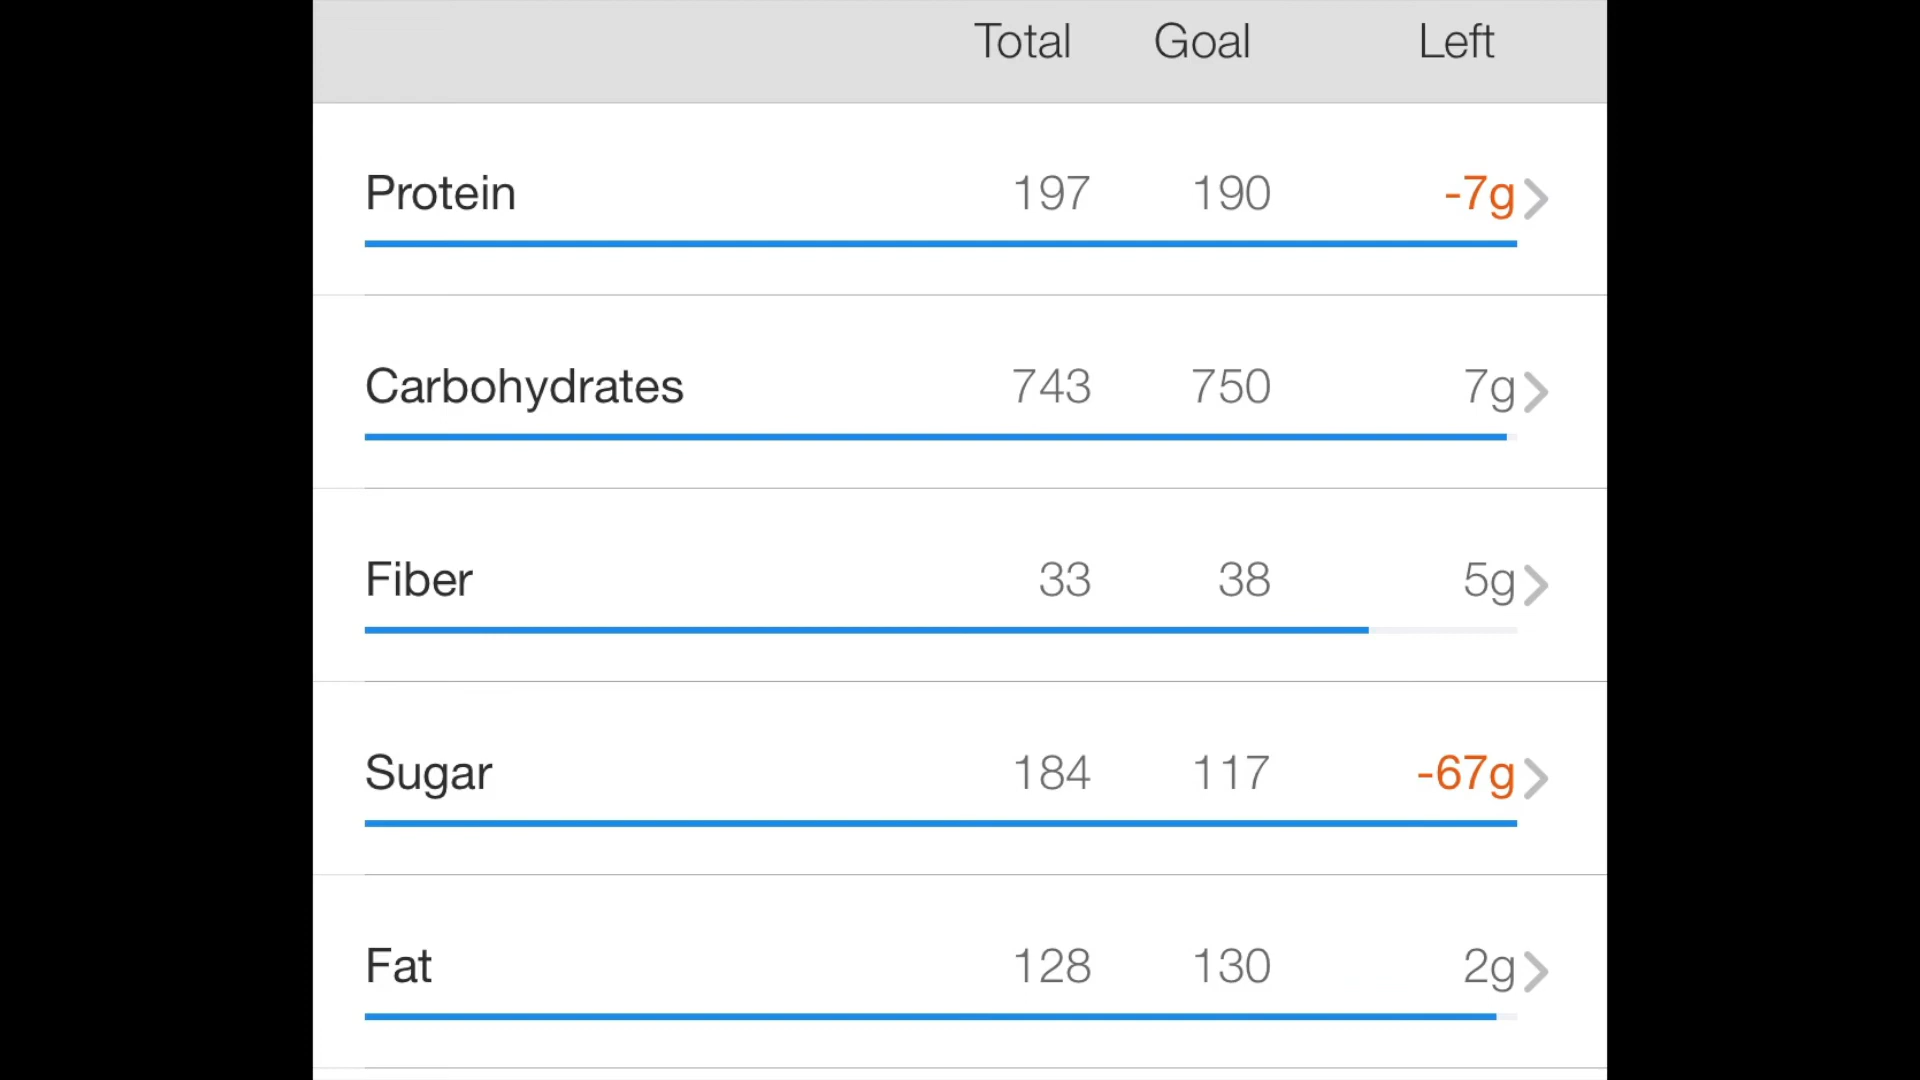 Total Goal Left
Protein 197 190 -7g
Carbohydrates 743 750 7g
Fiber 33 38 5g
Sugar 184 117 -67g
Fat 128 130 2g